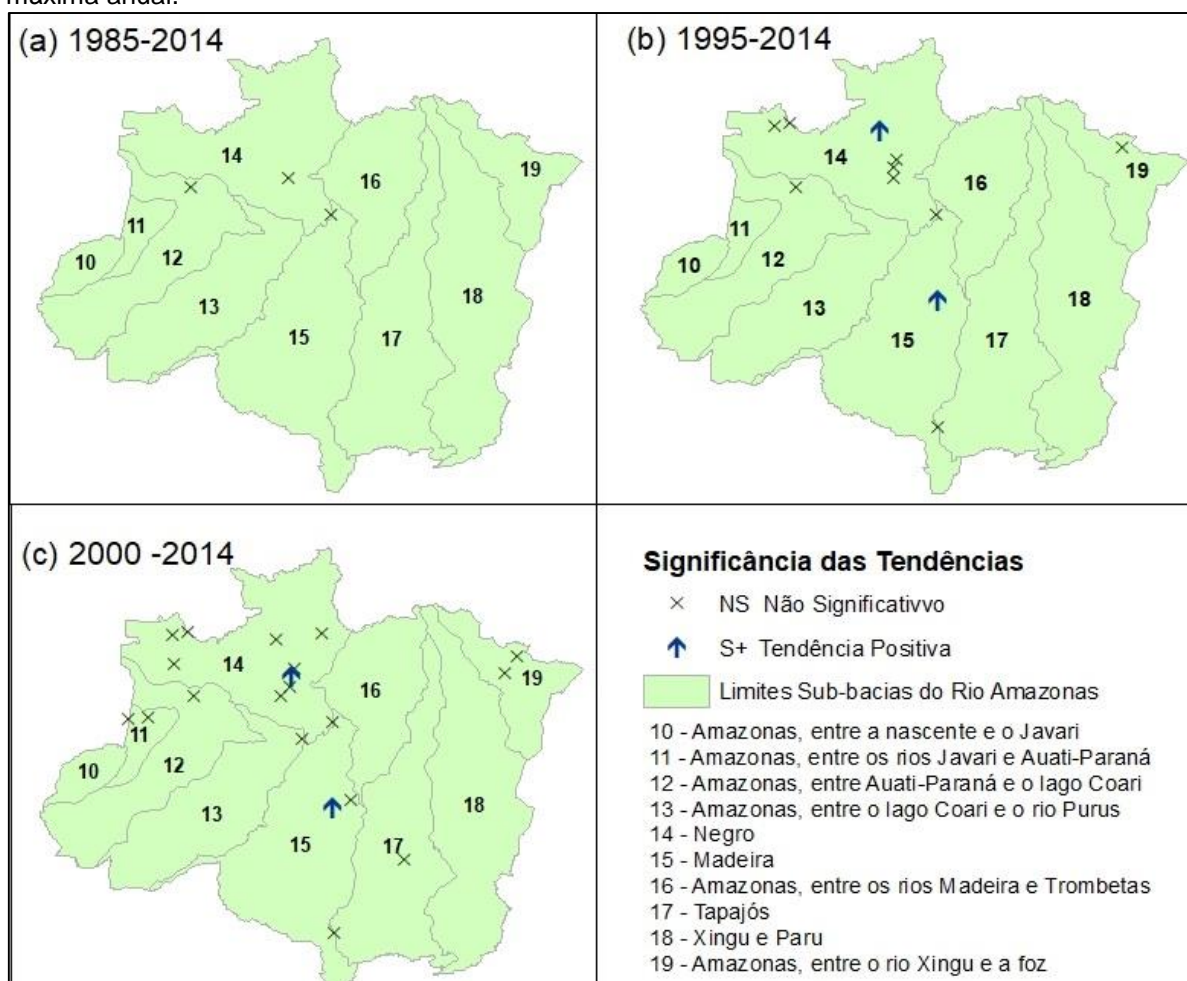 máxima anual.
(a) 1985-2014
14
19
16
11
10
12
13
18
15
17
(b) 1995-2014
14
19
16
11
10
12
13
18
15
17
(c) 2000 -2014
14
19
16
11
10
12
13
18
15
17
Significância das Tendências
NS Não Significativvo
S+ Tendência Positiva
Limites Sub-bacias do Rio Amazonas
10 - Amazonas, entre a nascente e o Javari
11 - Amazonas, entre os rios Javari e Auati-Paraná
12 - Amazonas, entre Auati-Paraná e o lago Coari
13 - Amazonas, entre o lago Coari e o rio Purus
14 - Negro
15 - Madeira
16 - Amazonas, entre os rios Madeira e Trombetas
17 - Tapajós
18 - Xingu e Paru
19 - Amazonas, entre o rio Xingu e a foz